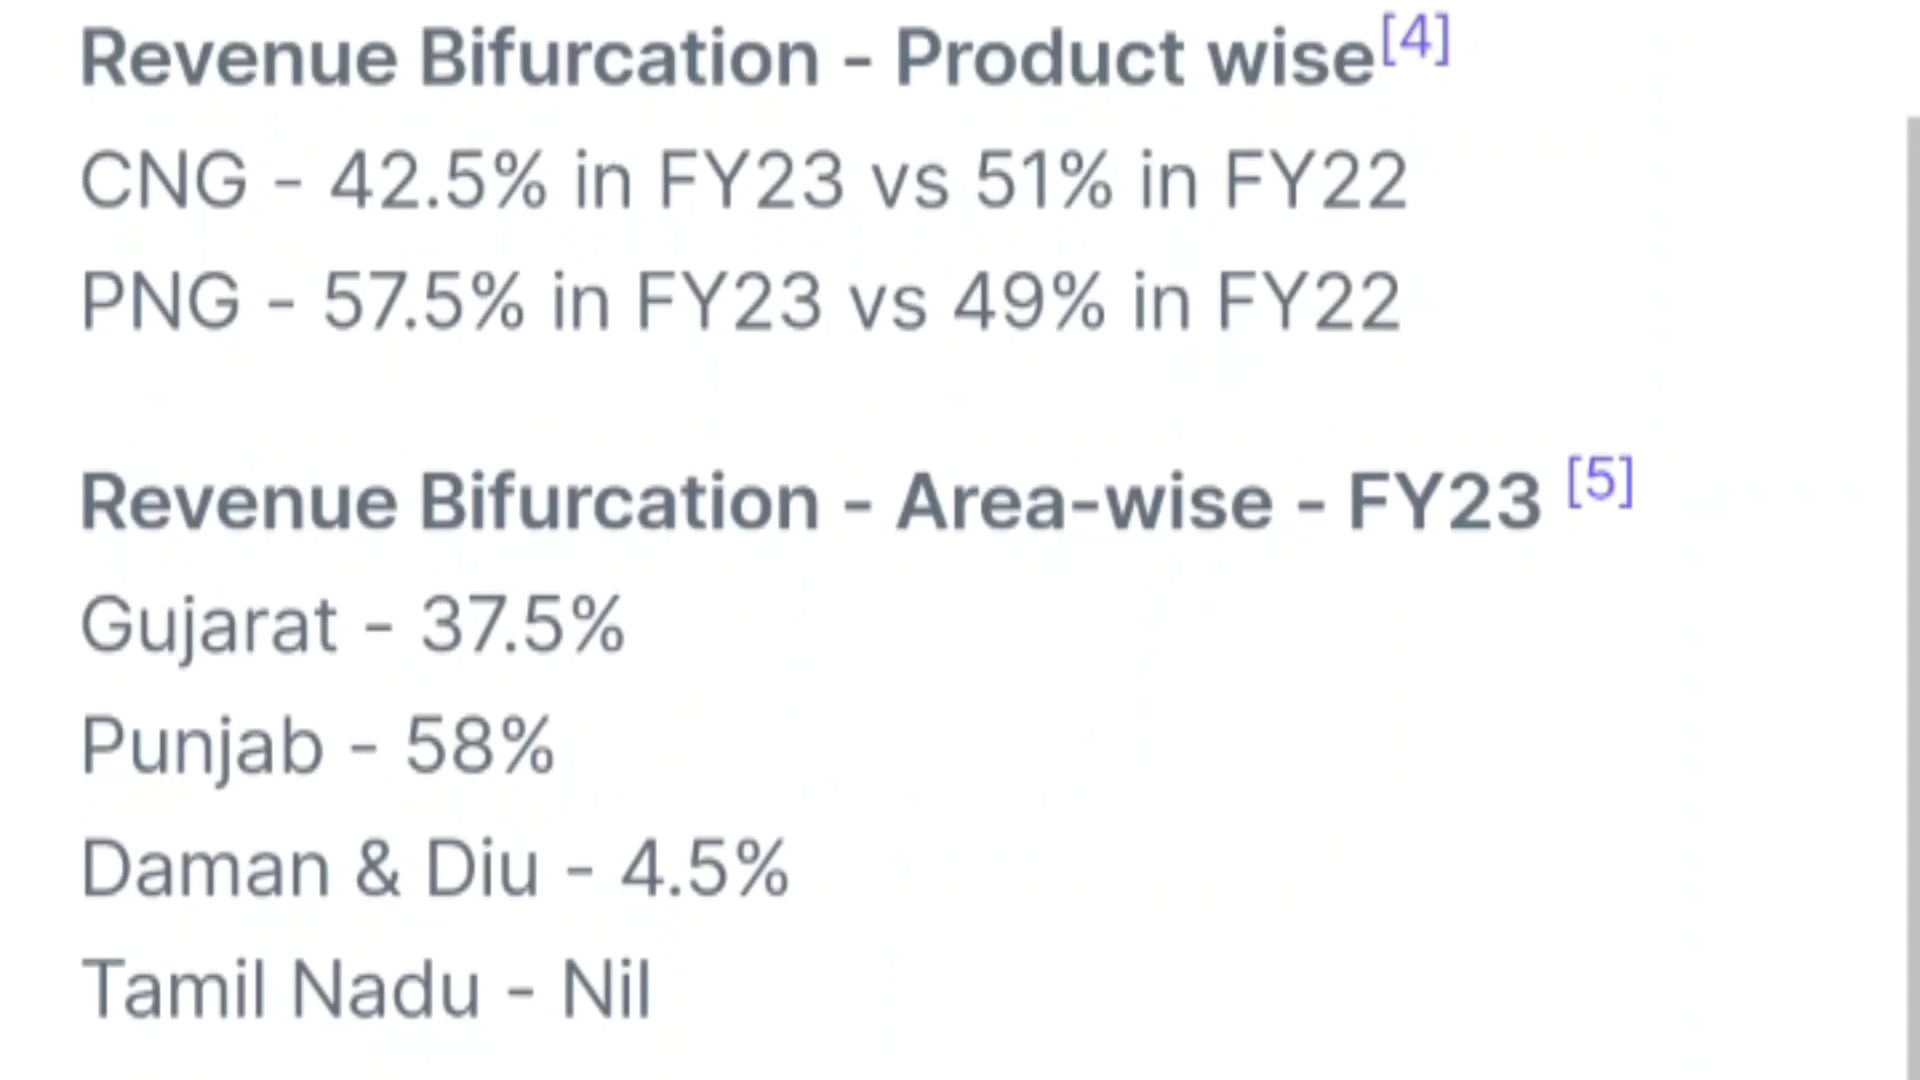 Revenue Bifurcation - Product wise[4]
CNG - 42.5% in FY23 vs 51% in FY22
PNG - 57.5% in FY23 vs 49% in FY22
Revenue Bifurcation - Area-wise - FY23 [5]
Gujarat - 37.5%
Punjab - 58%
Daman & Diu - 4.5%
Tamil Nadu - Nil